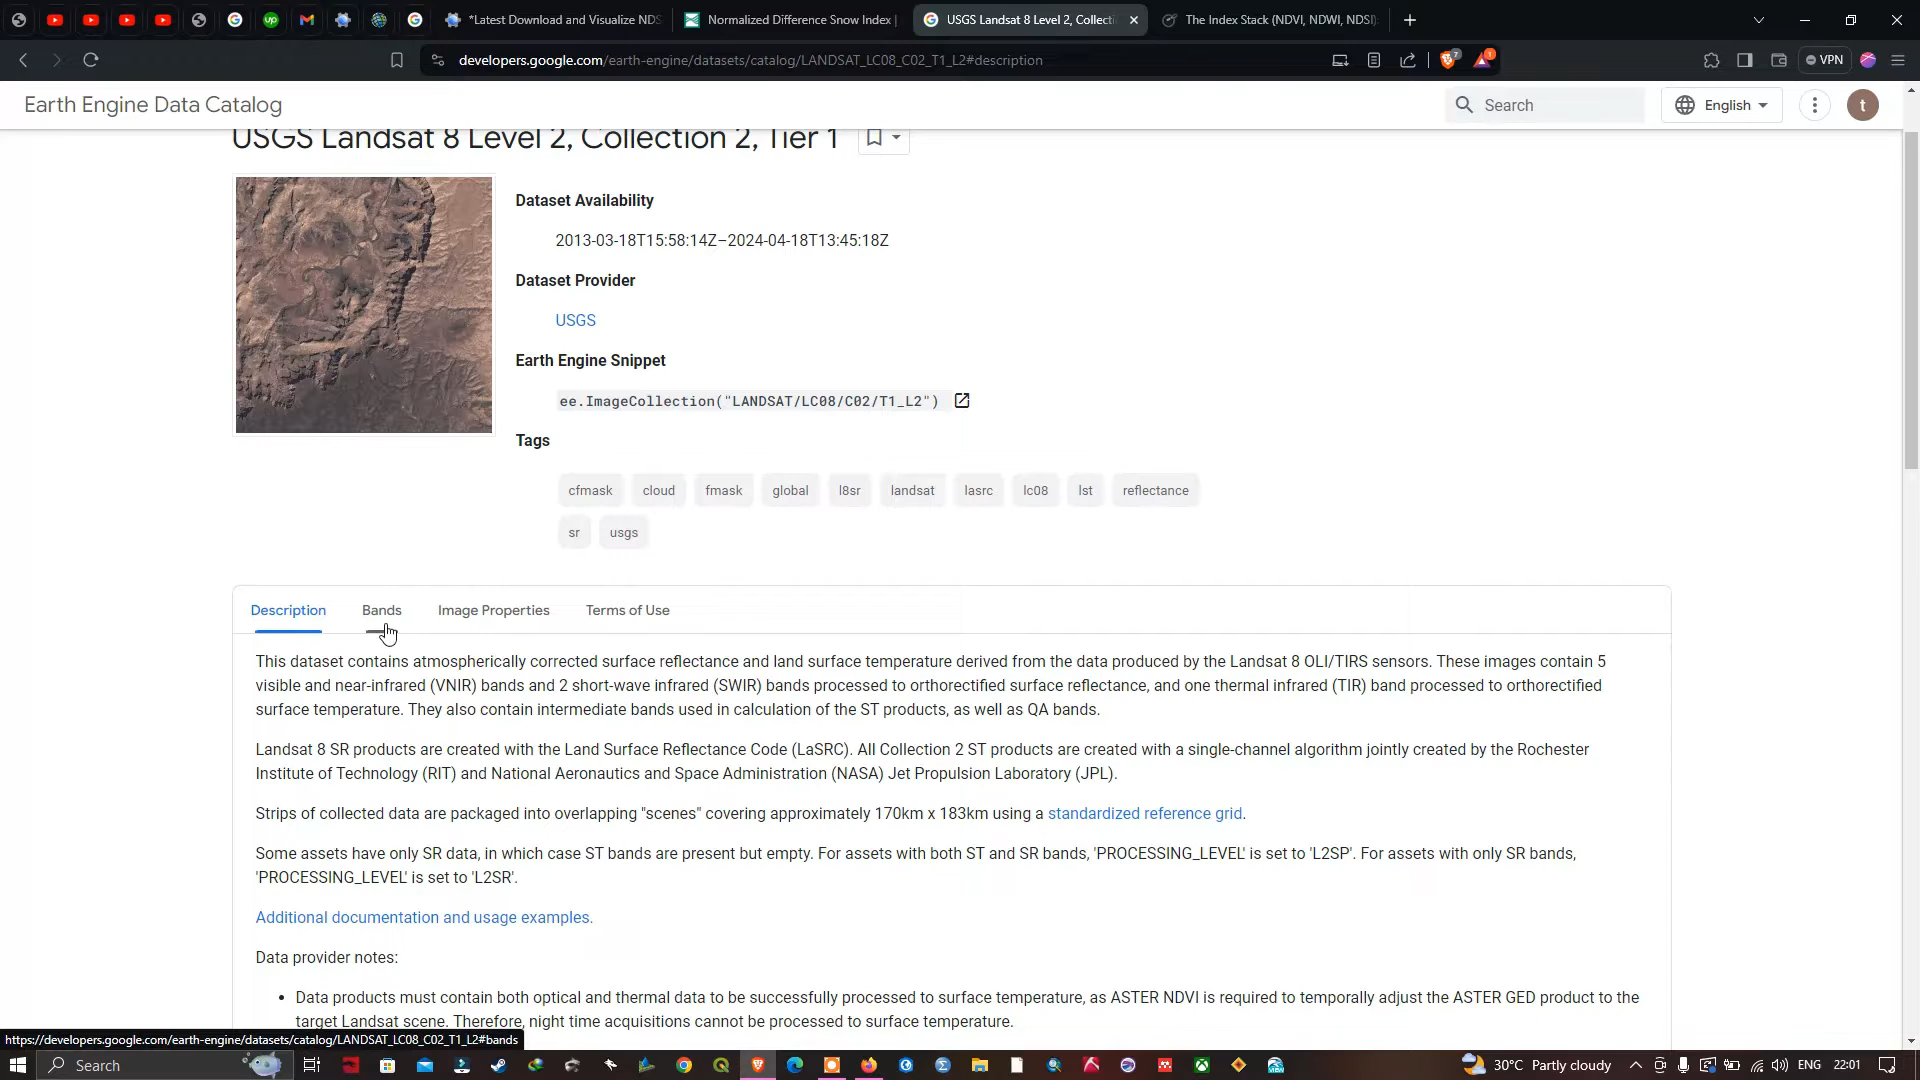 *Latest Download and Visualize NDS
Normalized Difference Snow Index |
USGS Landsat 8 Level 2, Collecti
The Index Stack (NDVI, NDWI, NDSI)
developers.google.com/earth-engine/datasets/catalog/LANDSAT_LC08_C02_T1_L2#description
7
1
VPN
Earth Engine Data Catalog
Search
English
t
USGS Landsat 8 Level 2, Collection 2, Tier 1
Dataset Availability
2013-03-18T15:58:14Z–2024-04-18T13:45:18Z
Dataset Provider
USGS
Earth Engine Snippet
ee.ImageCollection("LANDSAT/LC08/C02/T1_L2")
Tags
cfmask cloud fmask global l8sr landsat lasrc lc08 lst reflectance
sr usgs
Description Bands Image Properties Terms of Use
This dataset contains atmospherically corrected surface reflectance and land surface temperature derived from the data produced by the Landsat 8 OLI/TIRS sensors. These images contain 5
visible and near-infrared (VNIR) bands and 2 short-wave infrared (SWIR) bands processed to orthorectified surface reflectance, and one thermal infrared (TIR) band processed to orthorectified
surface temperature. They also contain intermediate bands used in calculation of the ST products, as well as QA bands.
Landsat 8 SR products are created with the Land Surface Reflectance Code (LaSRC). All Collection 2 ST products are created with a single-channel algorithm jointly created by the Rochester
Institute of Technology (RIT) and National Aeronautics and Space Administration (NASA) Jet Propulsion Laboratory (JPL).
Strips of collected data are packaged into overlapping "scenes" covering approximately 170km x 183km using a standardized reference grid.
Some assets have only SR data, in which case ST bands are present but empty. For assets with both ST and SR bands, 'PROCESSING_LEVEL' is set to 'L2SP'. For assets with only SR bands,
'PROCESSING_LEVEL' is set to 'L2SR'.
Additional documentation and usage examples.
Data provider notes:
• Data products must contain both optical and thermal data to be successfully processed to surface temperature, as ASTER NDVI is required to temporally adjust the ASTER GED product to the
target Landsat scene. Therefore, night time acquisitions cannot be processed to surface temperature.
https://developers.google.com/earth-engine/datasets/catalog/LANDSAT_LC08_C02_T1_L2#bands
Search
30°C Partly cloudy
ENG
22:01